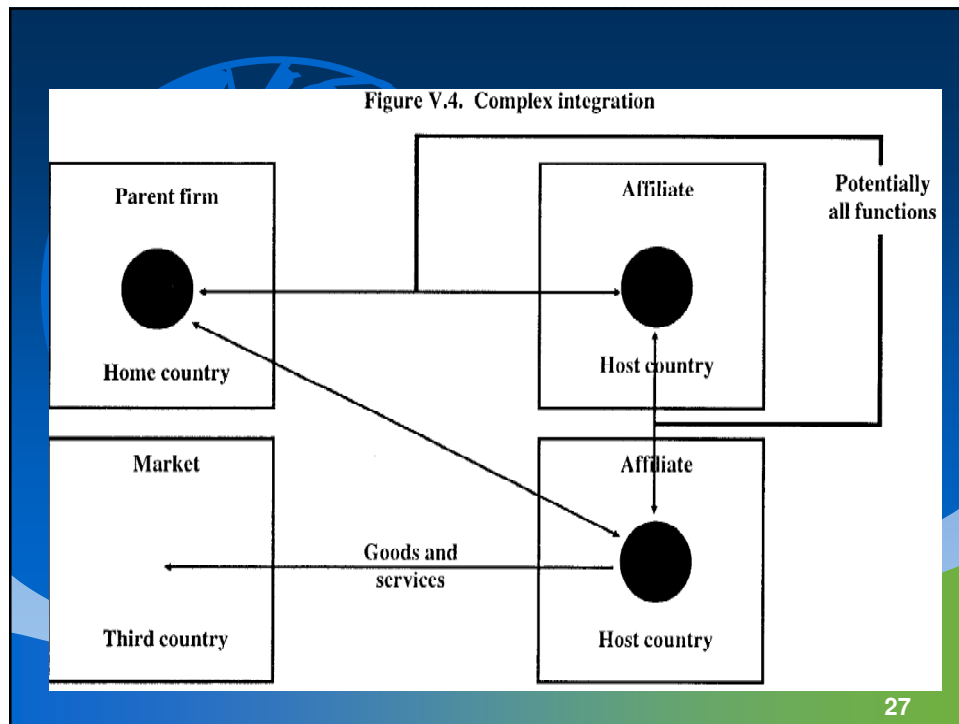 Figure V.4. Complex integration
Parent firm
Affiliate
Potentially
all functions
Home country
Host country
Market
Affiliate
Goods and
services
Third country
Host country
27